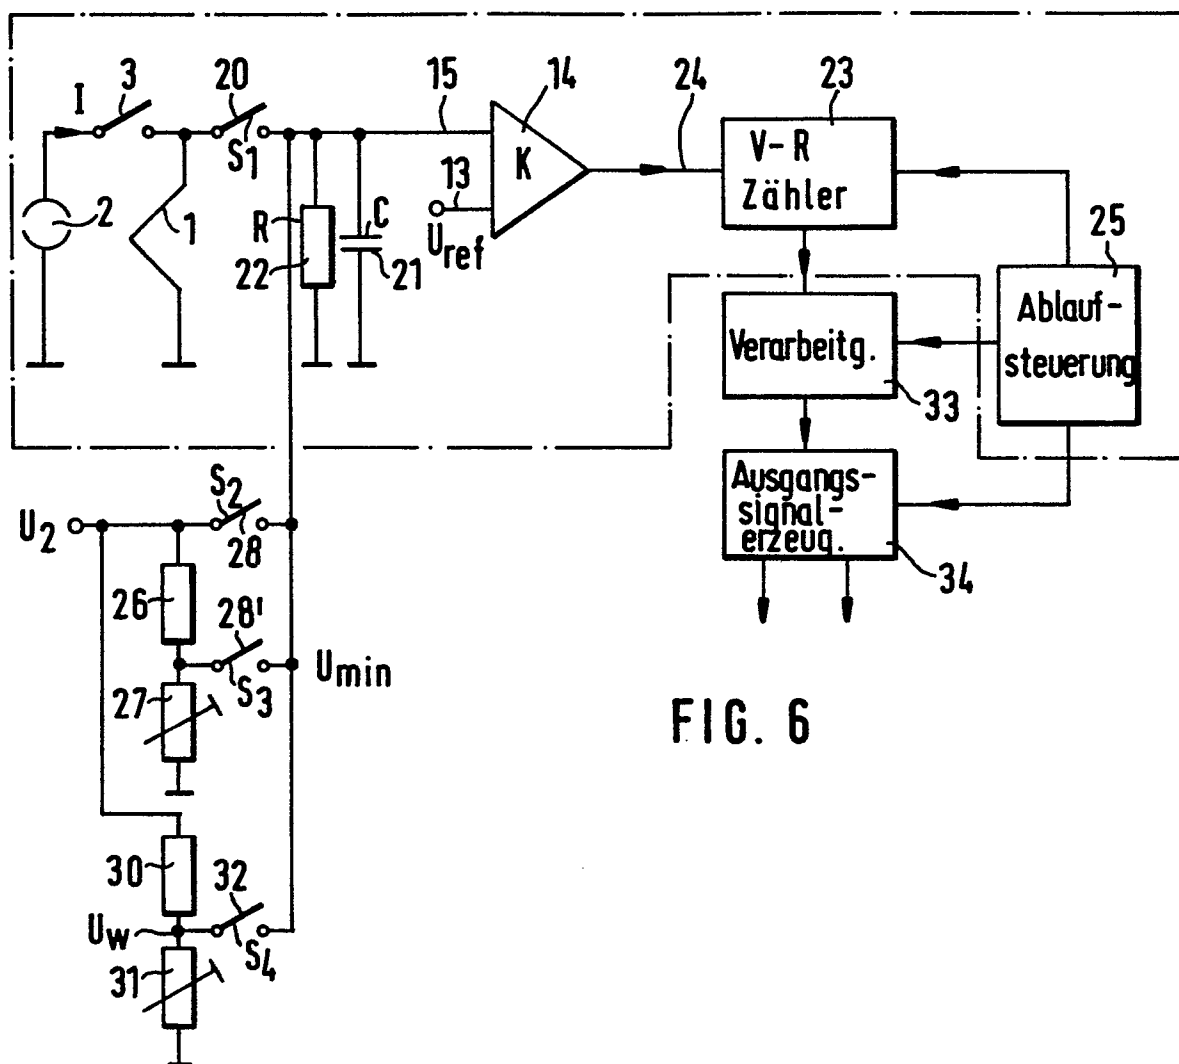 I
3
20
S1
15
14
K
24
23
V-R
Zähler
2
1
R
22
C
21
13
Uref
25
Ablauf-
steuerung
Verarbeitg.
33
Ausgangs-
signal-
erzeug.
34
U2
S2
28
26
28'
S3
Umin
27
30
32
Uw
S4
31
FIG. 6